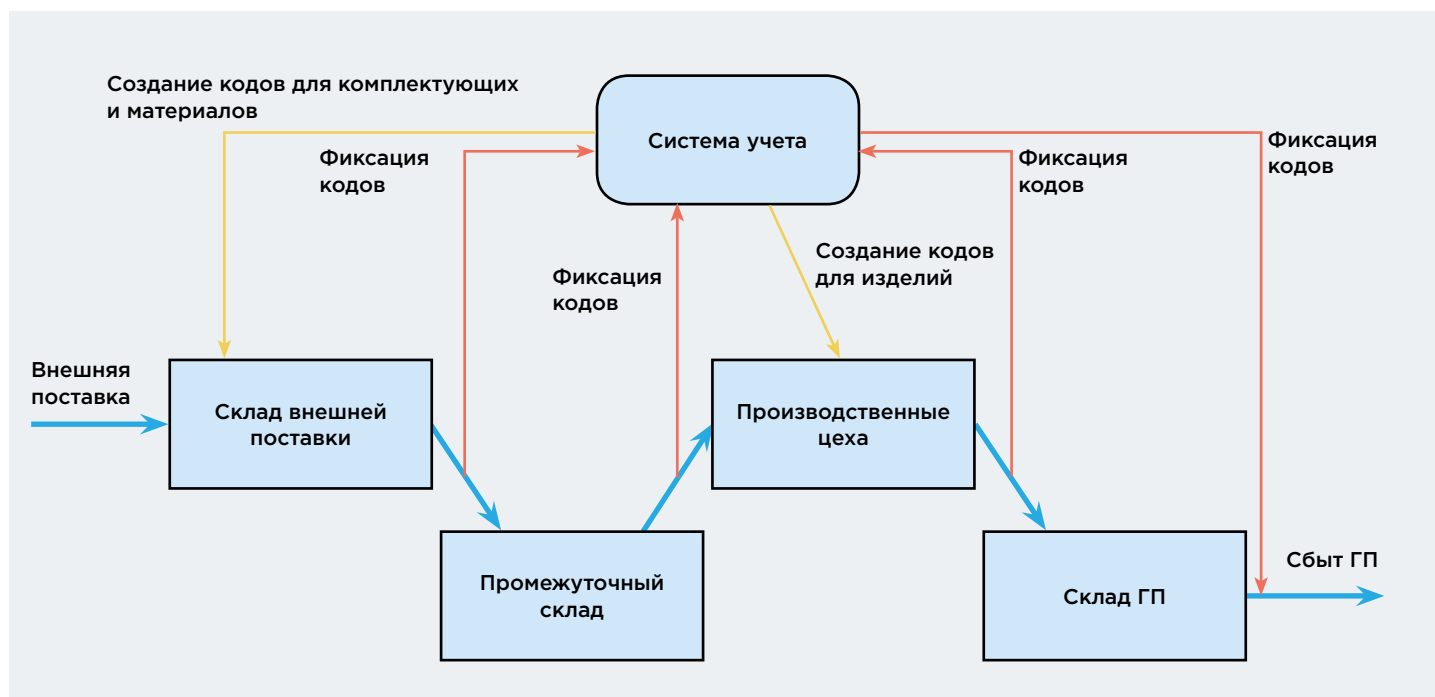 Создание кодов для комплектующих
и материалов
Система учета
Фиксация
кодов
Фиксация
кодов
Фиксация
кодов
Фиксация
кодов
Создание кодов
для изделий
Внешняя
поставка
Склад внешней
поставки
Производственные
цеха
Промежуточный
склад
Склад ГП
Сбыт ГП